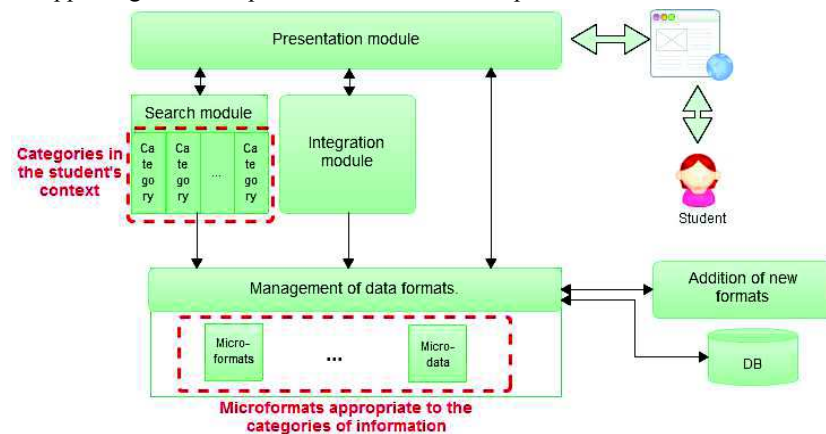 Presentation module
Search module
Ca
te
go
ry
Ca
te
go
ry
...
Ca
te
go
ry
Categories in
the student's
context
Integration
module
Student
Management of data formats.
Addition of new
formats
Micro-
formats
...
Micro-
data
DB
Microformats appropriate to the
categories of information